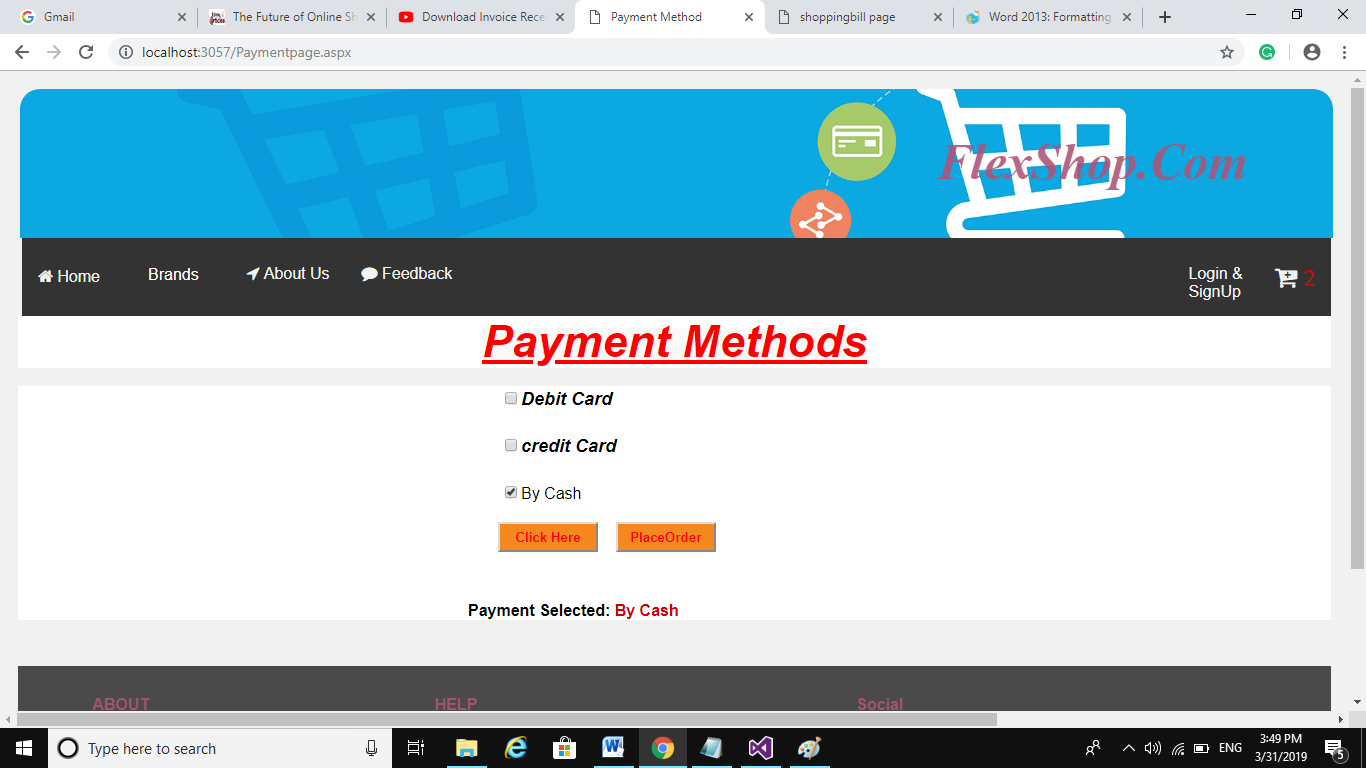 Gmail
The Future of Online Sh
Download Invoice Rece
Payment Method
shoppingbill page
Word 2013: Formatting
localhost:3057/Paymentpage.aspx
FlexShop.Com
Home
Brands
About Us
Feedback
Login &
SignUp
2
Payment Methods
Debit Card
credit Card
By Cash
Click Here
PlaceOrder
Payment Selected: By Cash
ABOUT
HELP
Social
Type here to search
ENG
3:49 PM
3/31/2019
5